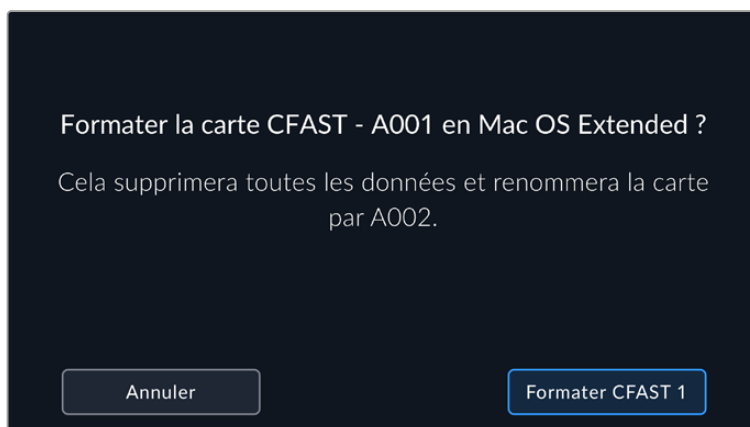 Formater la carte CFAST - A001 en Mac OS Extended ?
Cela supprimera toutes les données et renommera la carte
par A002.
Annuler
Formater CFAST 1